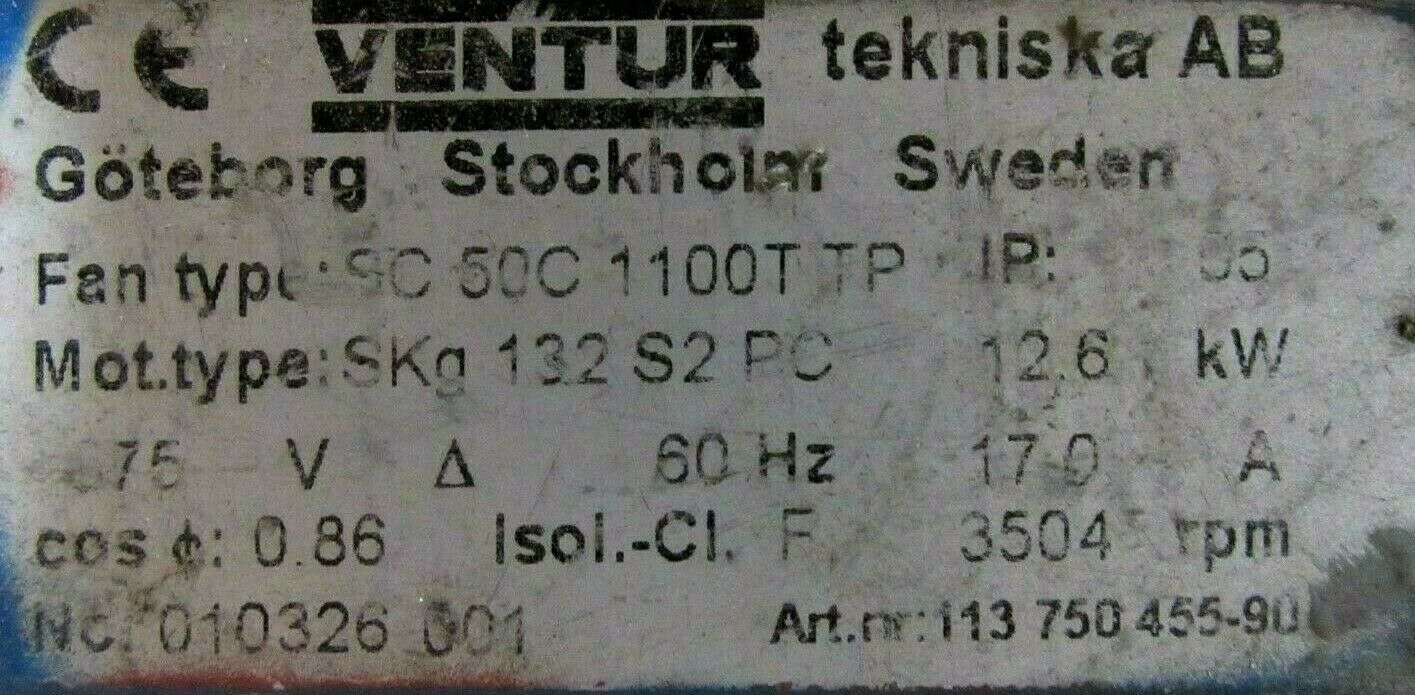 CE VENTUR tekniska AB
Göteborg Stockholm Sweden
Fan type: SC 50C 1100T TP IP: 55
Mot.type: SKg 132 S2 PC 12.6 kW
V Δ 60 Hz 17.0 A
cos ϕ: 0.86 Isol.-Cl. F 3504 rpm
No: 010326 001
Art.nr: 113 750 455-90